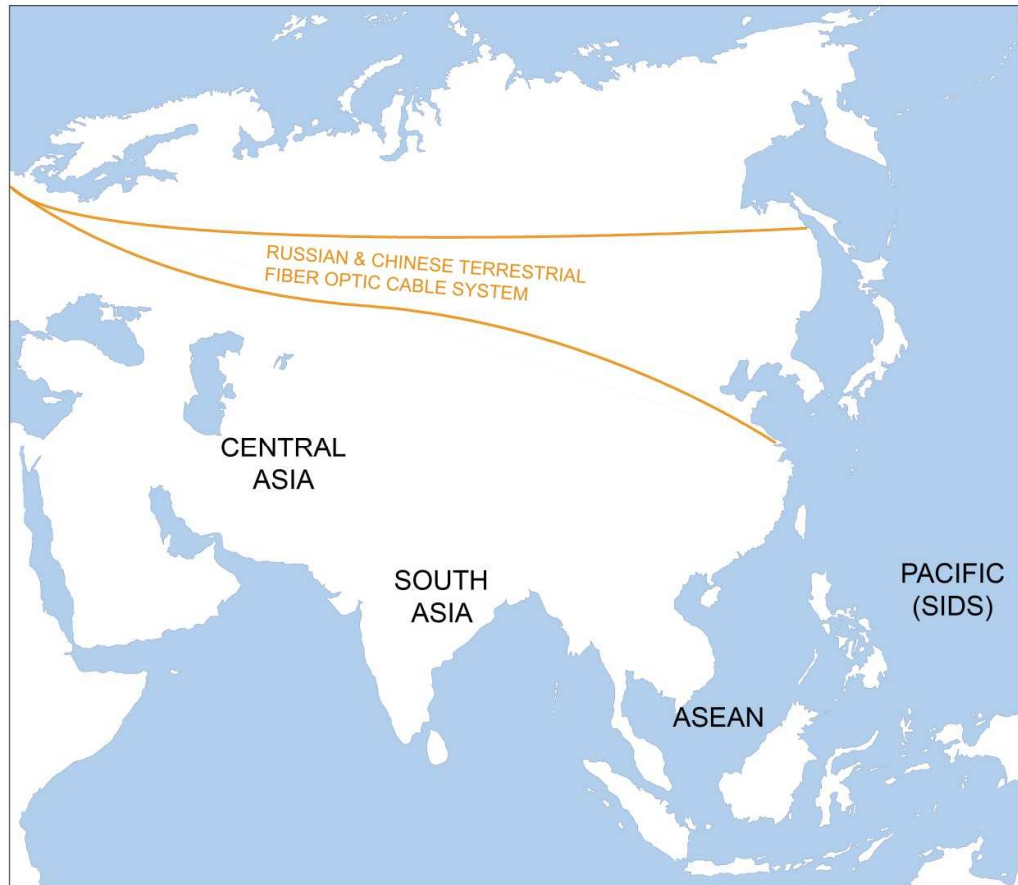 RUSSIAN & CHINESE TERRESTRIAL
FIBER OPTIC CABLE SYSTEM
CENTRAL
ASIA
SOUTH
ASIA
PACIFIC
(SIDS)
ASEAN